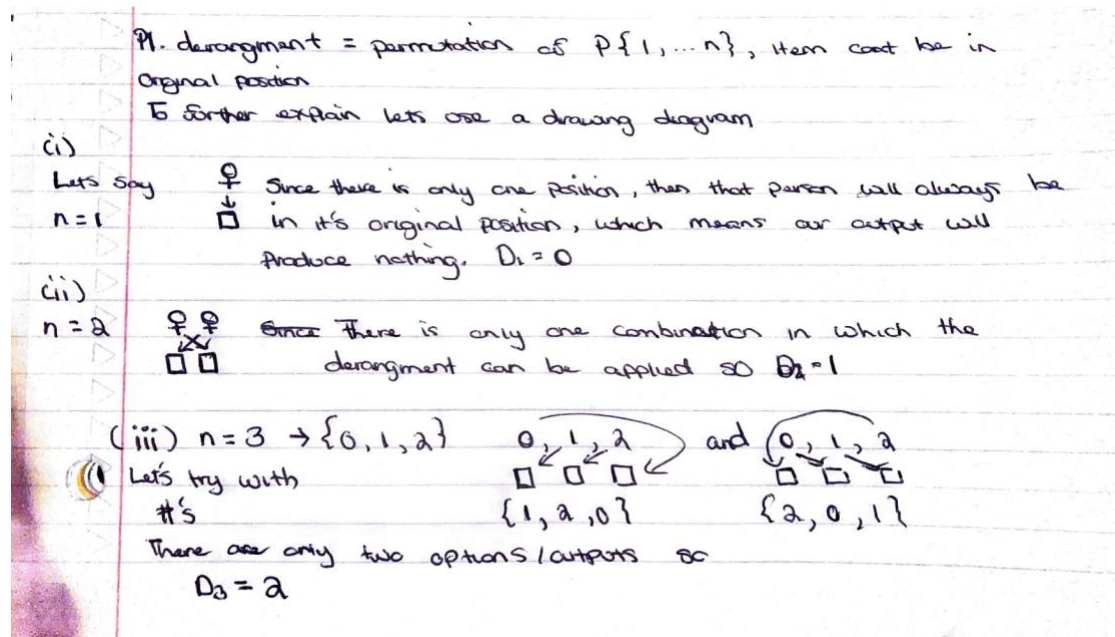 P1. derangment = permutation of P{1, ... n}, item cant be in
Original position
To further explain lets use a drawing diagram
(i)
Lets say
n = 1
Since there is only one position, then that person will always be
in it's original position, which means our output will
produce nothing. D₁ = 0
(ii)
n = 2
Since There is only one combination in which the
derangment can be applied so D₂ = 1
(iii) n = 3 → {0, 1, 2} 0, 1, 2 and 0, 1, 2
Let's try with
#'s {1, 2, 0} {2, 0, 1}
There are only two options / outputs so
D₃ = 2